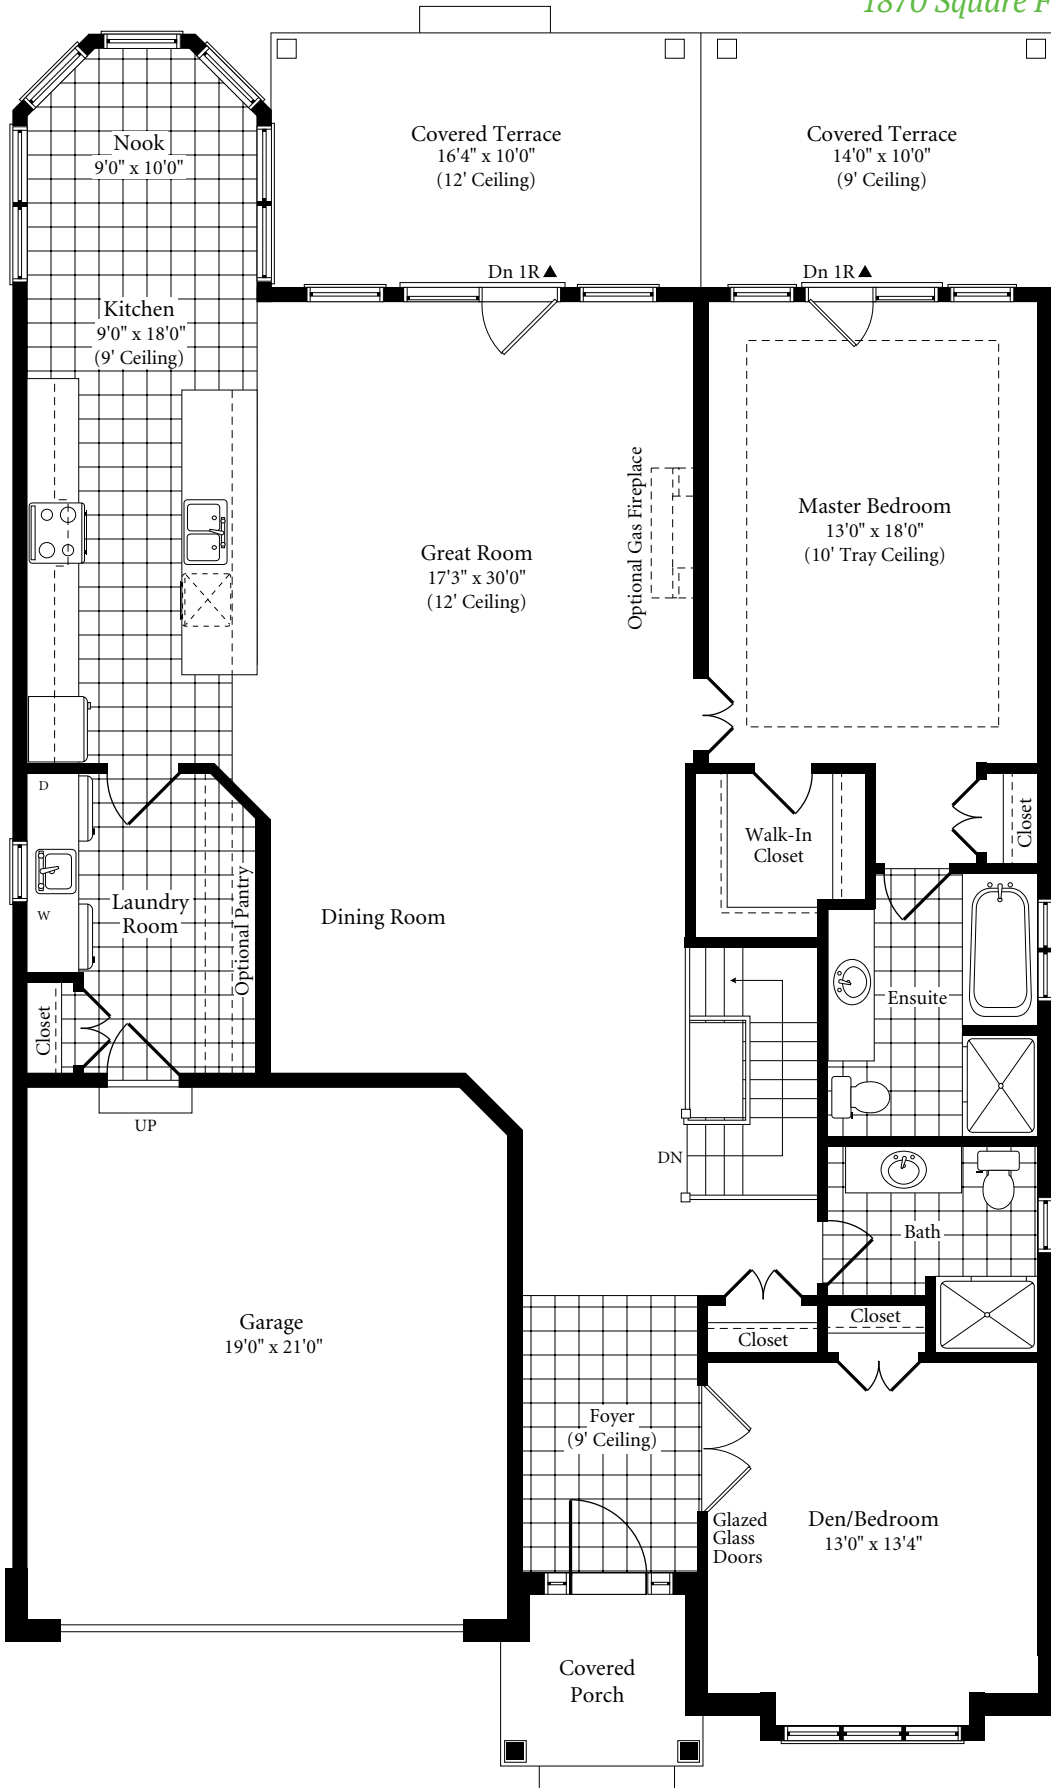 1870 Square F
Nook
9'0" x 10'0"
Covered Terrace
16'4" x 10'0"
(12' Ceiling)
Covered Terrace
14'0" x 10'0"
(9' Ceiling)
Dn 1R▲
Dn 1R▲
Kitchen
9'0" x 18'0"
(9' Ceiling)
Great Room
17'3" x 30'0"
(12' Ceiling)
Optional Gas Fireplace
Master Bedroom
13'0" x 18'0"
(10' Tray Ceiling)
D
W
Laundry
Room
Optional Pantry
Closet
Dining Room
Walk-In
Closet
Closet
Ensuite
UP
DN
Bath
Garage
19'0" x 21'0"
Closet
Closet
Foyer
(9' Ceiling)
Glazed
Glass
Doors
Den/Bedroom
13'0" x 13'4"
Covered
Porch